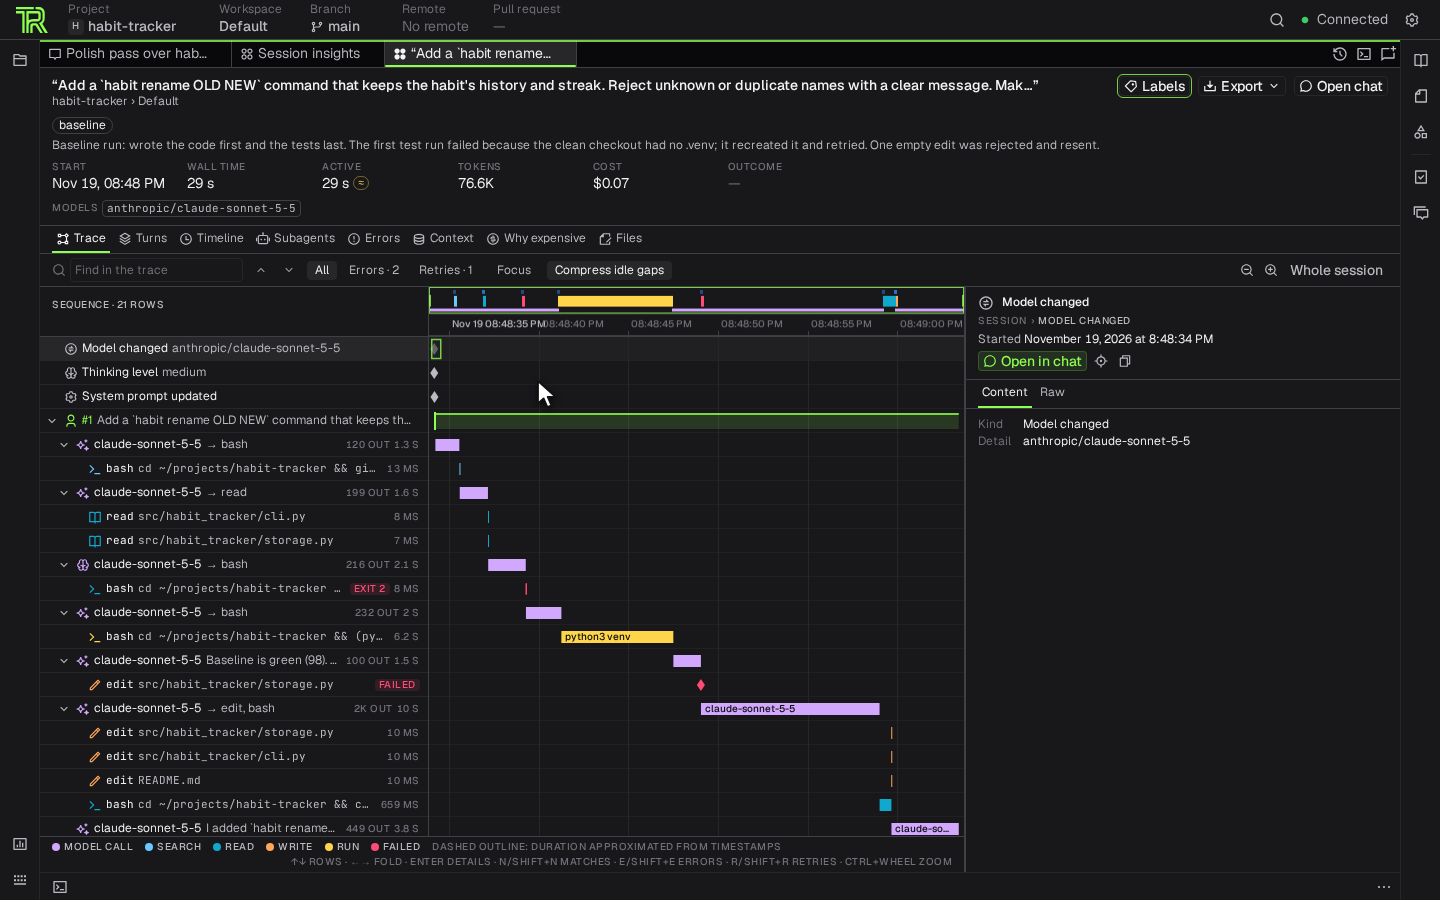 Project
Workspace
Branch
Remote
Pull request
H habit-tracker
Default
main
No remote
—
Connected
Polish pass over hab...
Session insights
“Add a `habit rename...
“Add a `habit rename OLD NEW` command that keeps the habit's history and streak. Reject unknown or duplicate names with a clear message. Mak...”
Labels
Export
Open chat
habit-tracker › Default
baseline
Baseline run: wrote the code first and the tests last. The first test run failed because the clean checkout had no .venv; it recreated it and retried. One empty edit was rejected and resent.
START
WALL TIME
ACTIVE
TOKENS
COST
OUTCOME
Nov 19, 08:48 PM
29 s
29 s ≈
76.6K
$0.07
—
MODELS anthropic/claude-sonnet-5-5
Trace
Turns
Timeline
Subagents
Errors
Context
Why expensive
Files
Find in the trace
All
Errors · 2
Retries · 1
Focus
Compress idle gaps
Whole session
SEQUENCE · 21 ROWS
Nov 19 08:48:35 PM
08:48:40 PM
08:48:45 PM
08:48:50 PM
08:48:55 PM
08:49:00 PM
Model changed anthropic/claude-sonnet-5-5
Thinking level medium
System prompt updated
#1 Add a `habit rename OLD NEW` command that keeps th...
claude-sonnet-5-5 → bash 120 OUT 1.3 S
bash cd ~/projects/habit-tracker && gi... 13 MS
claude-sonnet-5-5 → read 199 OUT 1.6 S
read src/habit_tracker/cli.py 8 MS
read src/habit_tracker/storage.py 7 MS
claude-sonnet-5-5 → bash 216 OUT 2.1 S
bash cd ~/projects/habit-tracker ... EXIT 2 8 MS
claude-sonnet-5-5 → bash 232 OUT 2 S
bash cd ~/projects/habit-tracker && (py... 6.2 S
python3 venv
claude-sonnet-5-5 Baseline is green (98). ... 100 OUT 1.5 S
edit src/habit_tracker/storage.py FAILED
claude-sonnet-5-5 → edit, bash 2K OUT 10 S
claude-sonnet-5-5
edit src/habit_tracker/storage.py 10 MS
edit src/habit_tracker/cli.py 10 MS
edit README.md 10 MS
bash cd ~/projects/habit-tracker && c... 659 MS
claude-sonnet-5-5 I added `habit rename... 449 OUT 3.8 S
claude-so...
MODEL CALL
SEARCH
READ
WRITE
RUN
FAILED
DASHED OUTLINE: DURATION APPROXIMATED FROM TIMESTAMPS
↑↓ ROWS · ←→ FOLD · ENTER DETAILS · N/SHIFT+N MATCHES · E/SHIFT+E ERRORS · R/SHIFT+R RETRIES · CTRL+WHEEL ZOOM
Model changed
SESSION › MODEL CHANGED
Started November 19, 2026 at 8:48:34 PM
Open in chat
Content
Raw
Kind Model changed
Detail anthropic/claude-sonnet-5-5